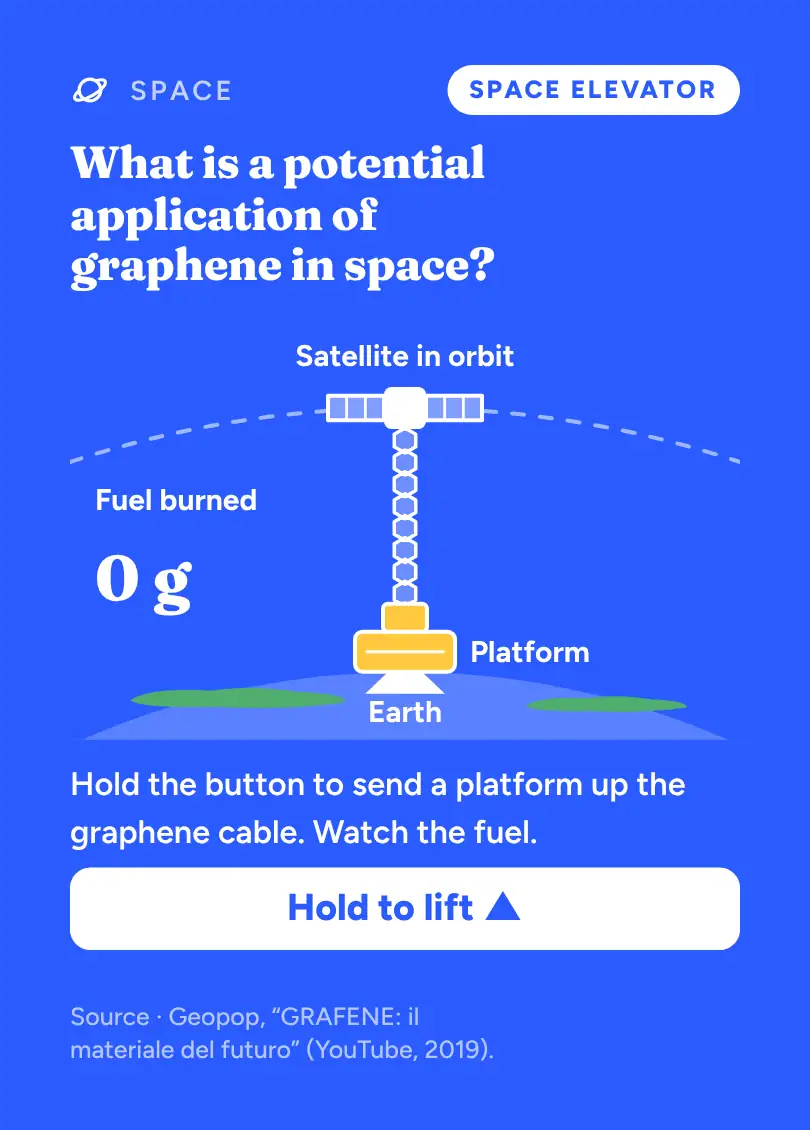 SPACE
SPACE ELEVATOR
What is a potential
application of
graphene in space?
Satellite in orbit
Fuel burned
0 g
Platform
Earth
Hold the button to send a platform up the
graphene cable. Watch the fuel.
Hold to lift ▲
Source · Geopop, “GRAFENE: il
materiale del futuro” (YouTube, 2019).